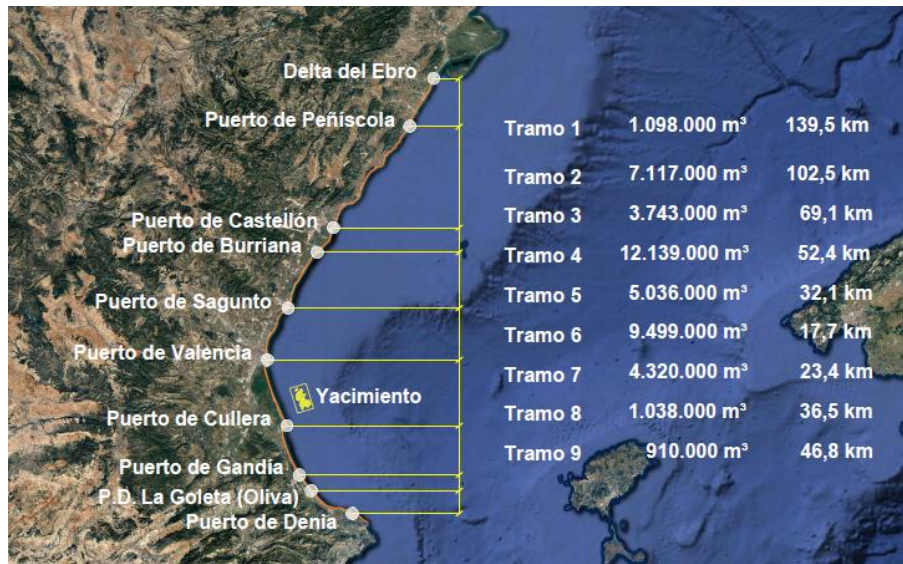 Delta del Ebro
Puerto de Peñíscola
Puerto de Castellón
Puerto de Burriana
Puerto de Sagunto
Puerto de Valencia
Yacimiento
Puerto de Cullera
Puerto de Gandía
P.D. La Goleta (Oliva)
Puerto de Denia
Tramo 1 1.098.000 m³ 139,5 km
Tramo 2 7.117.000 m³ 102,5 km
Tramo 3 3.743.000 m³ 69,1 km
Tramo 4 12.139.000 m³ 52,4 km
Tramo 5 5.036.000 m³ 32,1 km
Tramo 6 9.499.000 m³ 17,7 km
Tramo 7 4.320.000 m³ 23,4 km
Tramo 8 1.038.000 m³ 36,5 km
Tramo 9 910.000 m³ 46,8 km